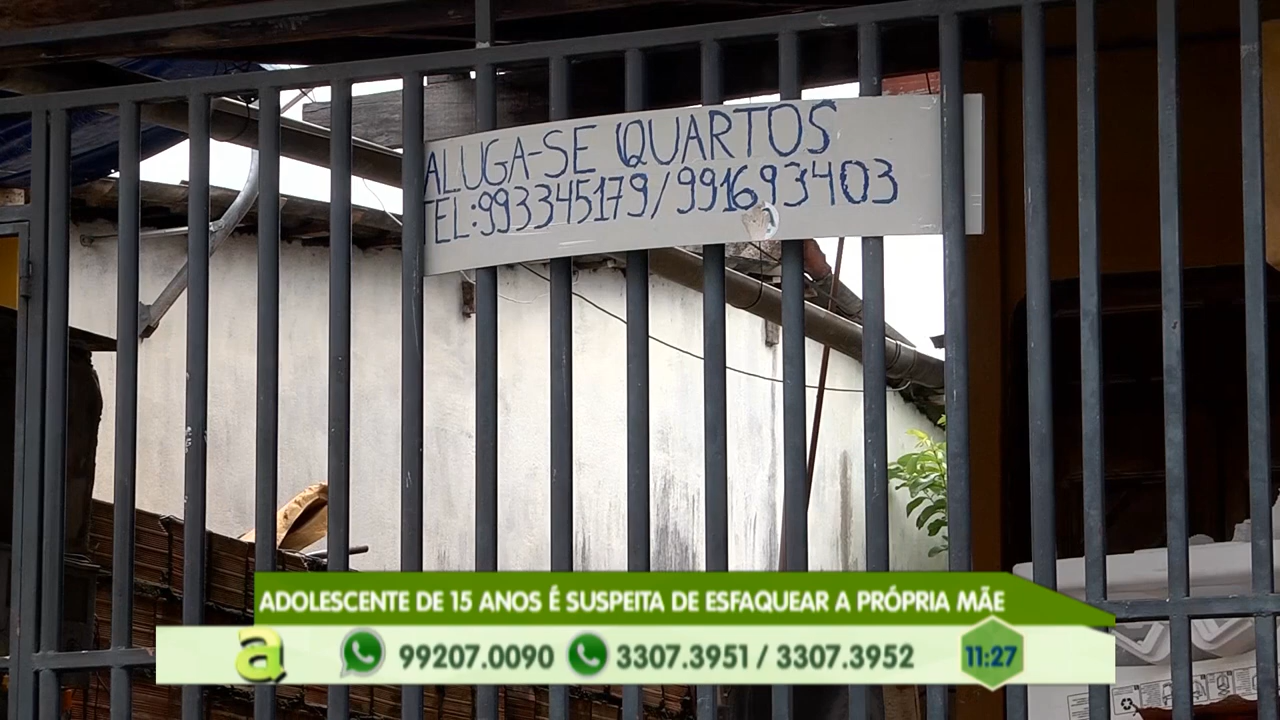 ALUGA-SE QUARTOS
TEL:993345179/991693403
ADOLESCENTE DE 15 ANOS É SUSPEITA DE ESFAQUEAR A PRÓPRIA MÃE
a 99207.0090 3307.3951 / 3307.3952 11:27